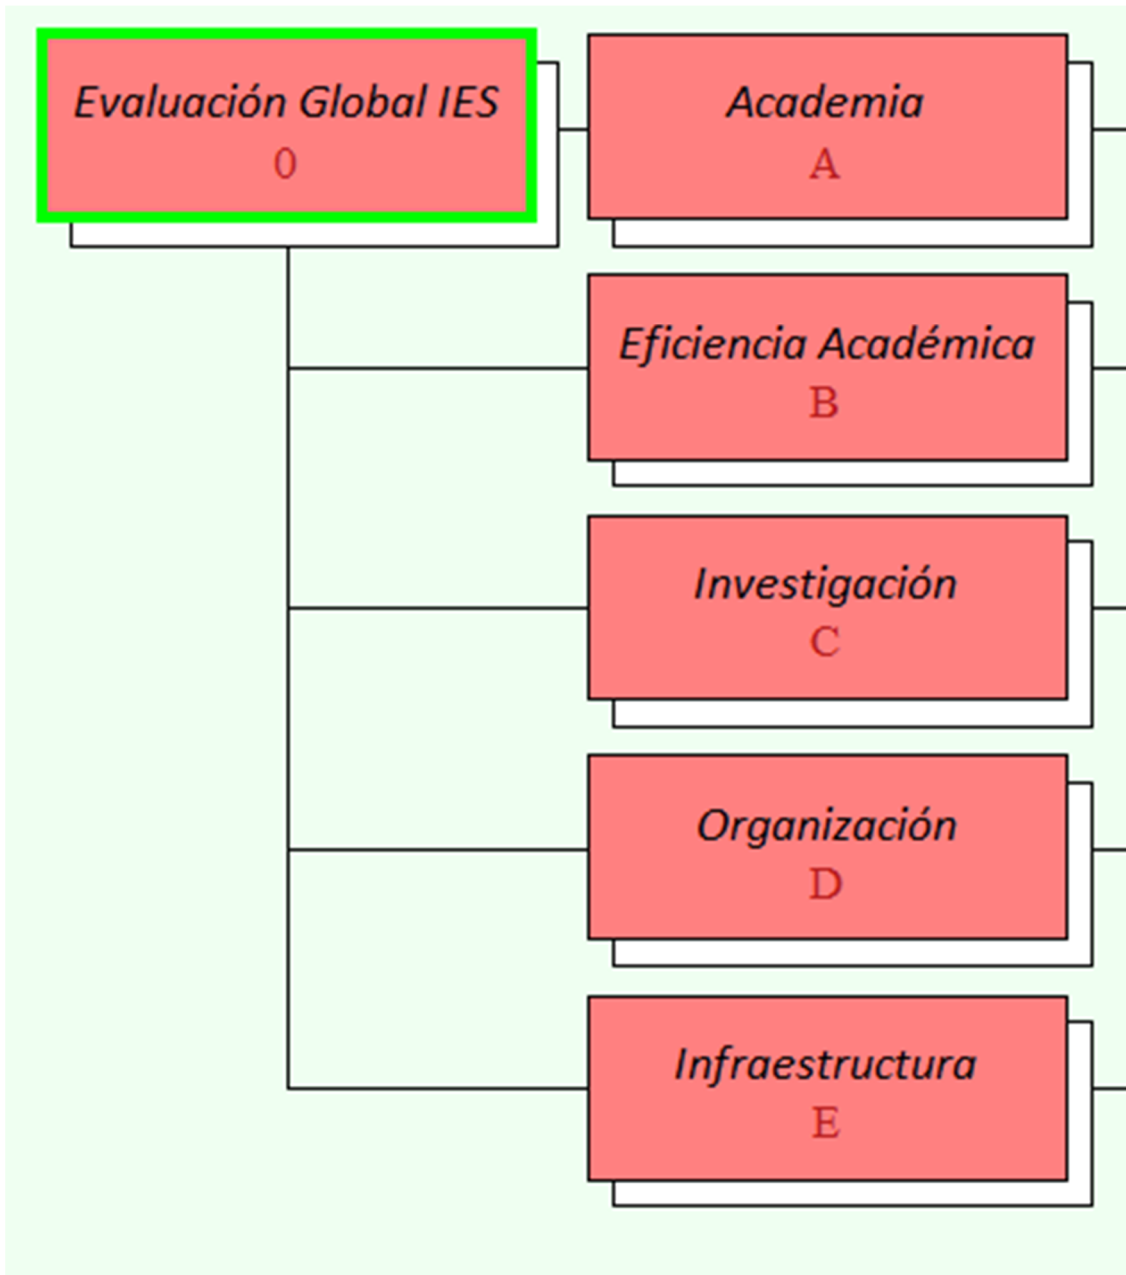 Evaluación Global IES
0
Academia
A
Eficiencia Académica
B
Investigación
C
Organización
D
Infraestructura
E